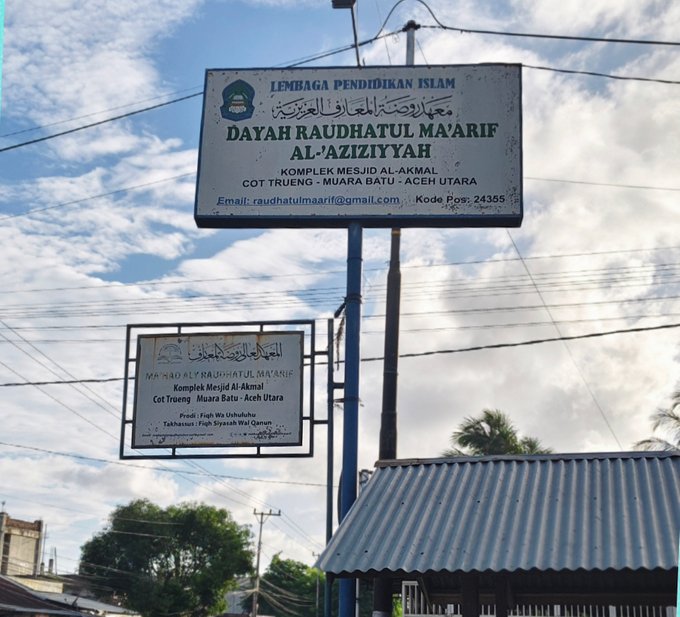 LEMBAGA PENDIDIKAN ISLAM
معهد روضة المعارف العزيزية
DAYAH RAUDHATUL MA'ARIF
AL-'AZIZIYYAH
KOMPLEK MESJID AL-AKMAL
COT TRUENG - MUARA BATU - ACEH UTARA
Email: raudhatulmaarif@gmail.com Kode Pos: 24355
المعهد العالي روضة المعارف
MA'HAD ALY RAUDHATUL MA'ARIF
Komplek Mesjid Al-Akmal
Cot Trueng Muara Batu - Aceh Utara
Prodi : Fiqh Wa Ushuluhu
Takhassus : Fiqh Siyasah Wal Qanun